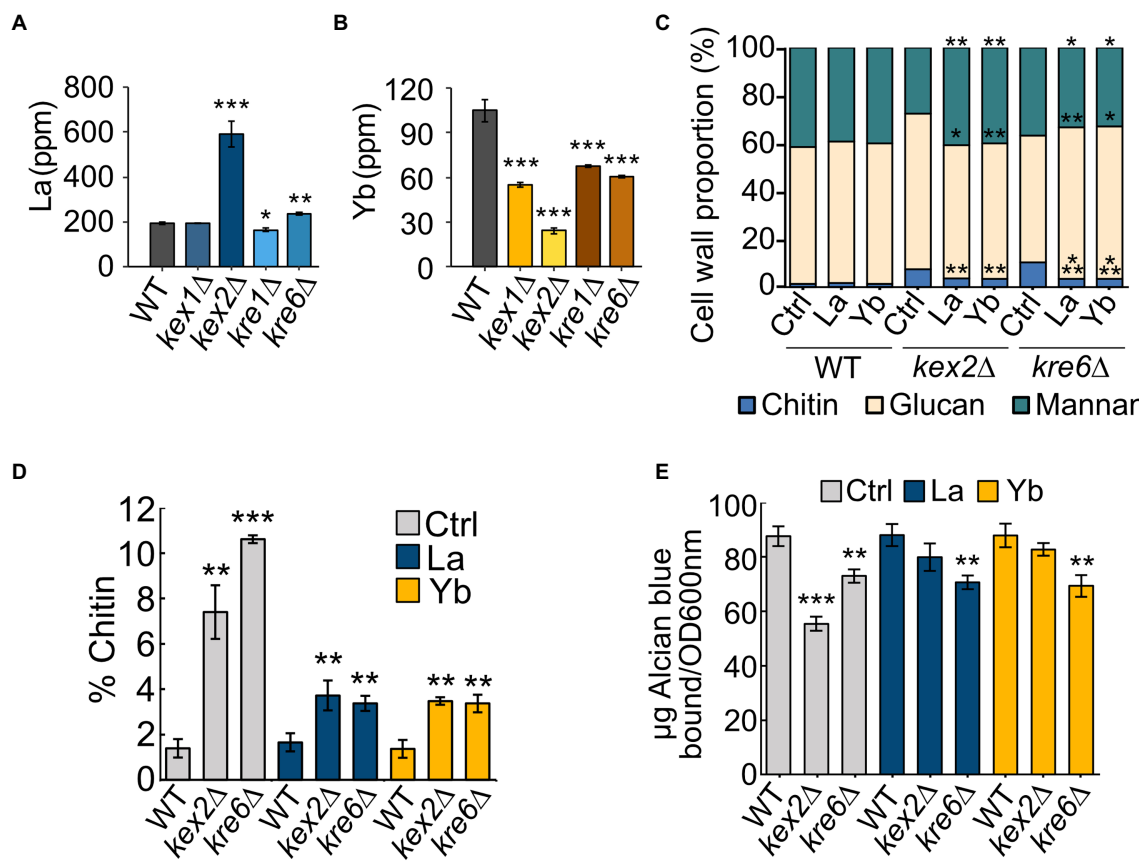 A
La (ppm)
800
600
400
200
0
***
*
**
WT
kex1Δ
kex2Δ
kre1Δ
kre6Δ
B
Yb (ppm)
120
90
60
30
0
***
***
***
***
WT
kex1Δ
kex2Δ
kre1Δ
kre6Δ
C
Cell wall proportion (%)
100
80
60
40
20
0
** ** * *
* ** ** *
** ** *** ***
Ctrl La Yb Ctrl La Yb Ctrl La Yb
WT kex2Δ kre6Δ
Chitin Glucan Mannar
D
% Chitin
12
10
8
6
4
2
0
** *** ** ** ** **
Ctrl
La
Yb
WT kex2Δ kre6Δ WT kex2Δ kre6Δ WT kex2Δ kre6Δ
E
µg Alcian blue
bound/OD600nm
100
80
60
40
20
0
Ctrl La Yb
*** ** ** **
WT kex2Δ kre6Δ WT kex2Δ kre6Δ WT kex2Δ kre6Δ